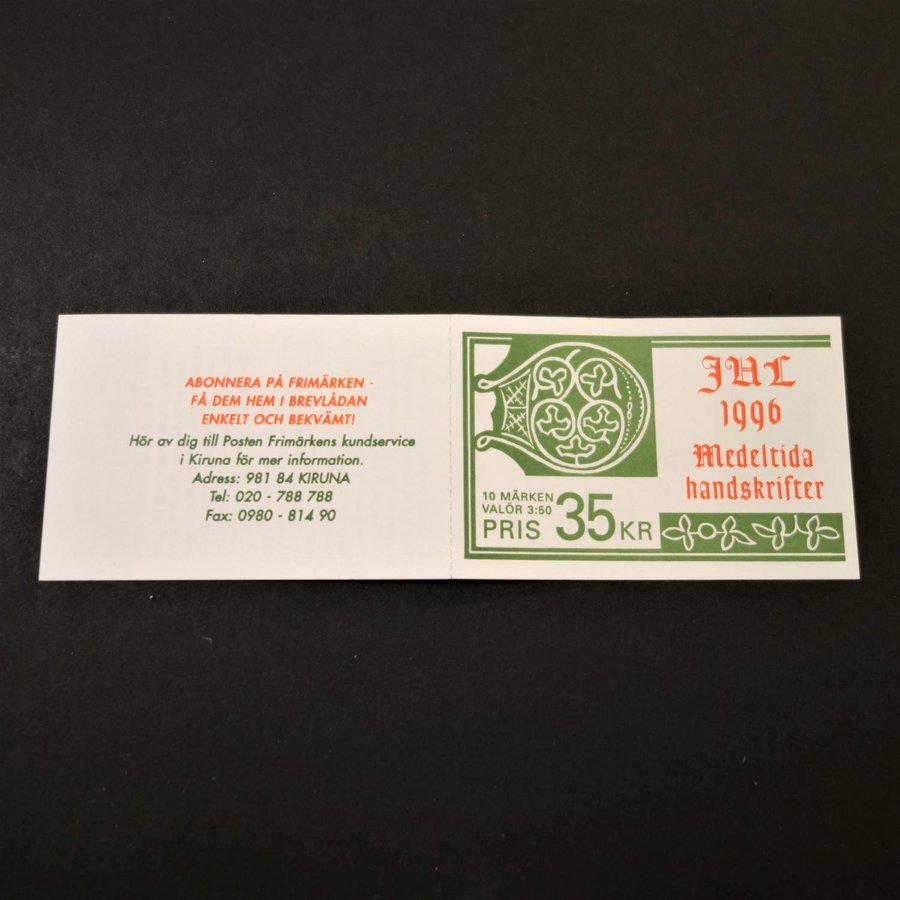 ABONNERA PÅ FRIMÄRKEN -
FÅ DEM HEM I BREVLÅDAN
ENKELT OCH BEKVÄMT!
Hör av dig till Posten Frimärkens kundservice
i Kiruna för mer information.
Adress: 981 84 KIRUNA
Tel: 020 - 788 788
Fax: 0980 - 814 90
JUL
1996
Medeltida
handskrifter
10 MÄRKEN
VALÖR 3:50
PRIS 35 KR